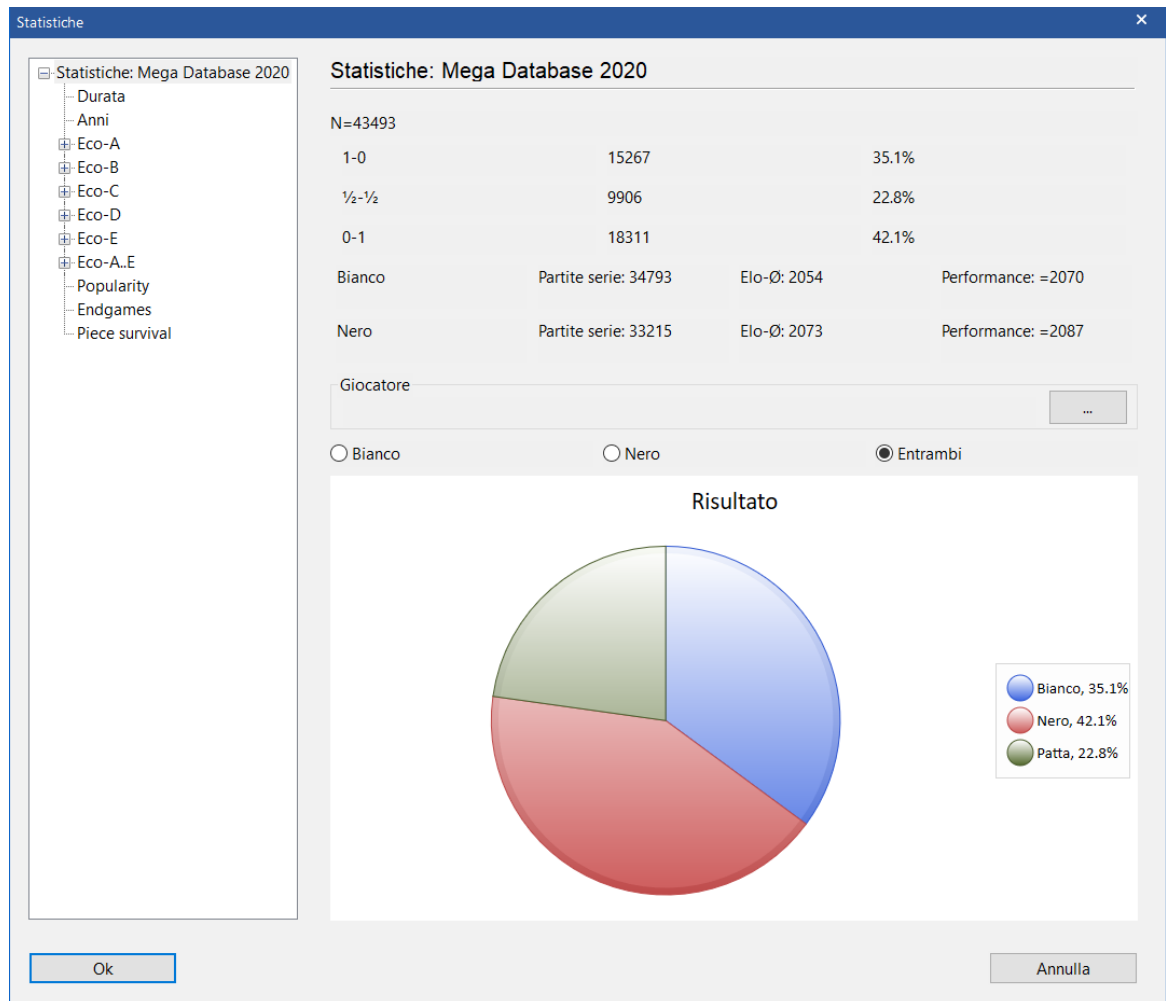 Statistiche
Statistiche: Mega Database 2020
Durata
Anni
Eco-A
Eco-B
Eco-C
Eco-D
Eco-E
Eco-A..E
Popularity
Endgames
Piece survival
Statistiche: Mega Database 2020
N=43493
1-0 15267 35.1%
½-½ 9906 22.8%
0-1 18311 42.1%
Bianco Partite serie: 34793 Elo-Ø: 2054 Performance: =2070
Nero Partite serie: 33215 Elo-Ø: 2073 Performance: =2087
Giocatore
...
Bianco Nero Entrambi
Risultato
Bianco, 35.1%
Nero, 42.1%
Patta, 22.8%
Ok Annulla